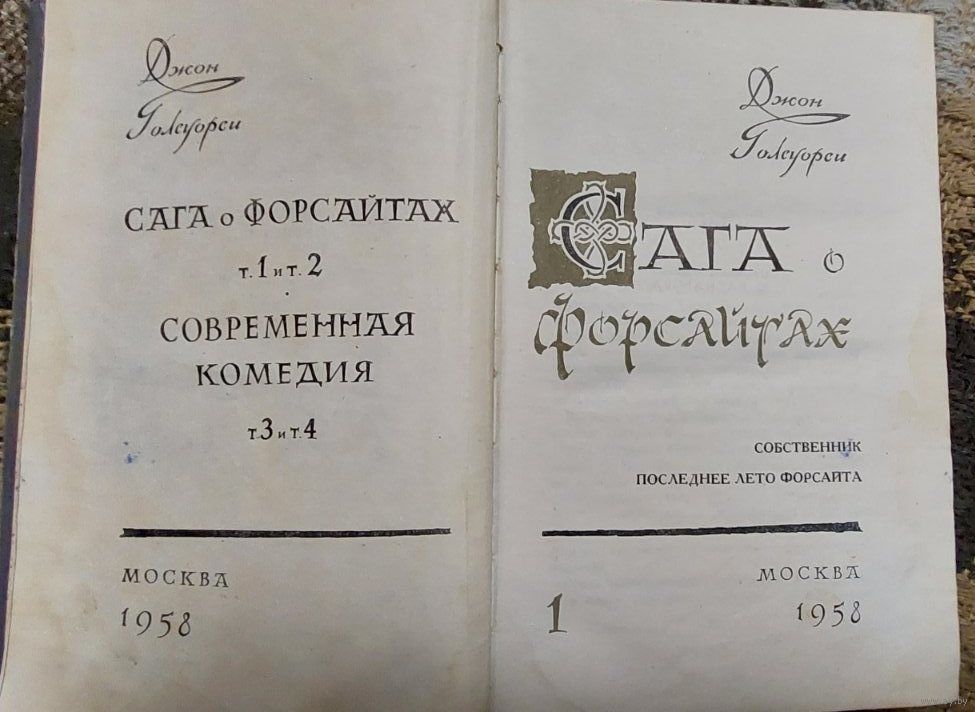 Джон
Голсуорси
САГА о ФОРСАЙТАХ
т.1 и т.2
СОВРЕМЕННАЯ
КОМЕДИЯ
т.3 и т.4
МОСКВА
1958
Джон
Голсуорси
САГА о
Форсайтах
СОБСТВЕННИК
ПОСЛЕДНЕЕ ЛЕТО ФОРСАЙТА
1
МОСКВА
1958